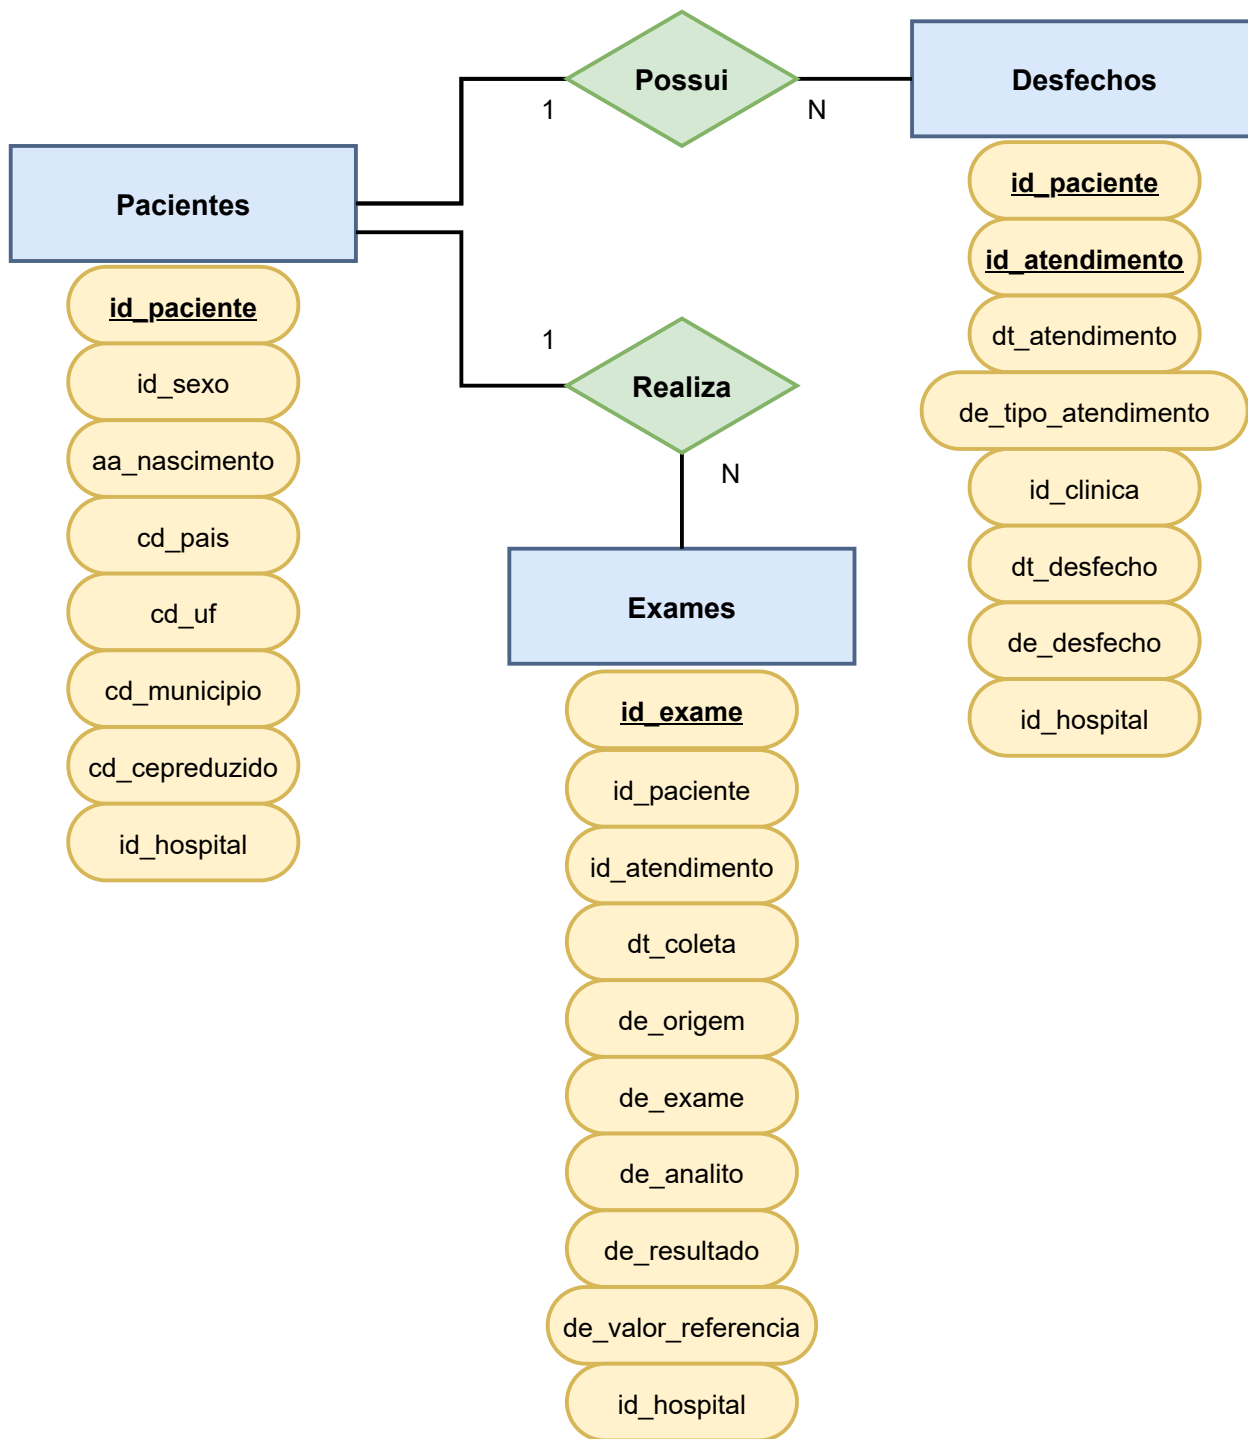 Possui
1
N
Desfechos
id_paciente
id_atendimento
dt_atendimento
de_tipo_atendimento
id_clinica
dt_desfecho
de_desfecho
id_hospital
Pacientes
id_paciente
id_sexo
aa_nascimento
cd_pais
cd_uf
cd_municipio
cd_cepreduzido
id_hospital
1
Realiza
N
Exames
id_exame
id_paciente
id_atendimento
dt_coleta
de_origem
de_exame
de_analito
de_resultado
de_valor_referencia
id_hospital